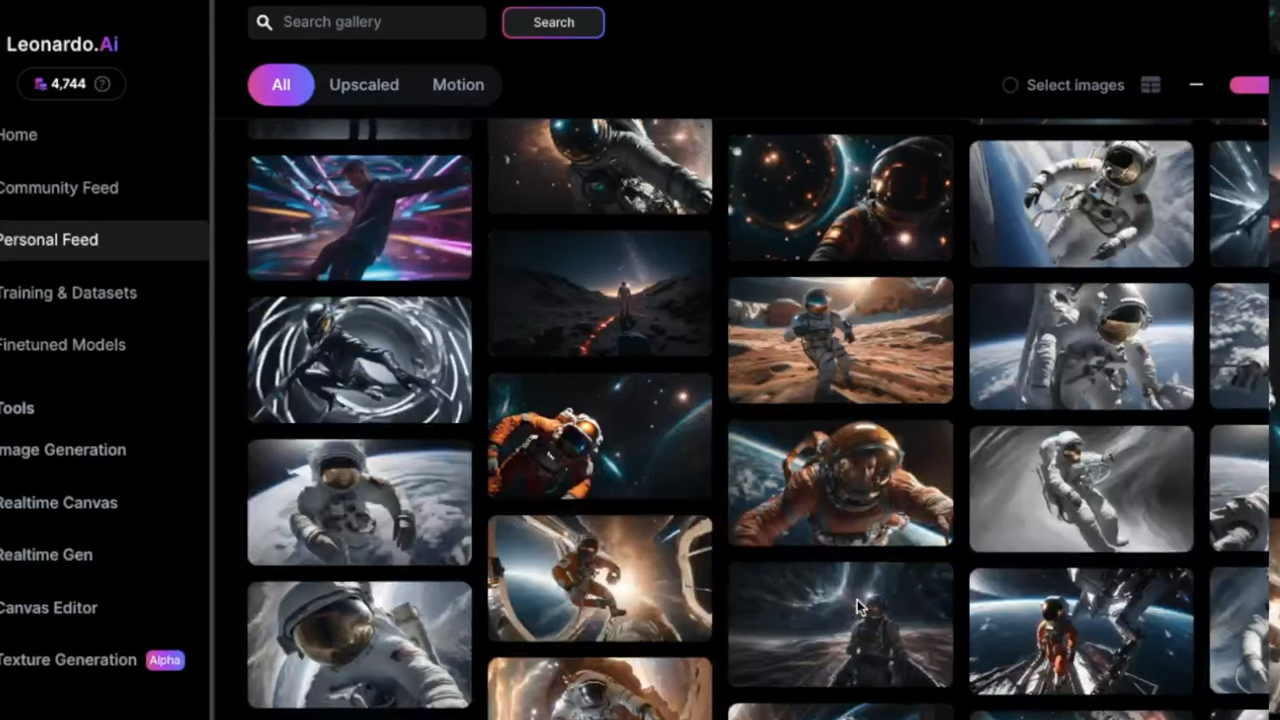 Search gallery
Search
Leonardo.Ai
4,744
All
Upscaled
Motion
Select images
Home
Community Feed
Personal Feed
Training & Datasets
Finetuned Models
Tools
mage Generation
Realtime Canvas
Realtime Gen
Canvas Editor
Texture Generation
Alpha